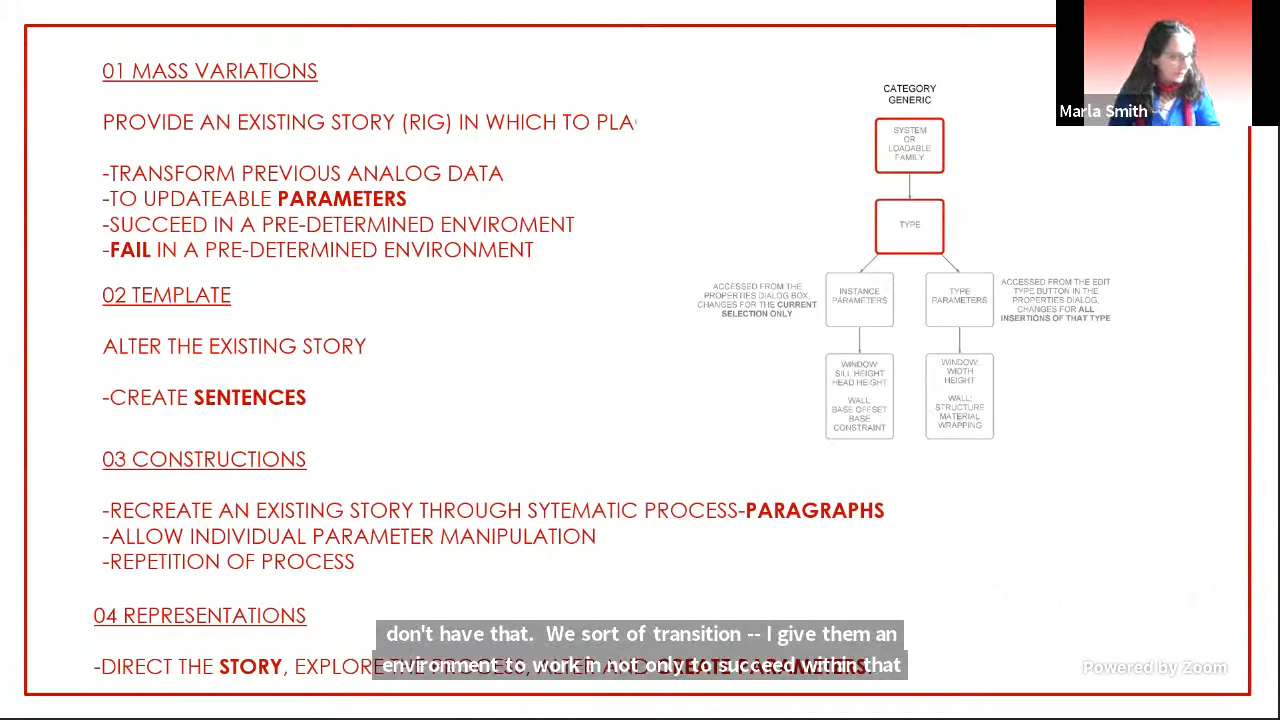 01 MASS VARIATIONS
PROVIDE AN EXISTING STORY (RIG) IN WHICH TO
-TRANSFORM PREVIOUS ANALOG DATA
-TO UPDATEABLE PARAMETERS
-SUCCEED IN A PRE-DETERMINED ENVIROMENT
-FAIL IN A PRE-DETERMINED ENVIRONMENT
02 TEMPLATE
ALTER THE EXISTING STORY
-CREATE SENTENCES
03 CONSTRUCTIONS
-RECREATE AN EXISTING STORY THROUGH SYTEMATIC PROCESS-PARAGRAPHS
-ALLOW INDIVIDUAL PARAMETER MANIPULATION
-REPETITION OF PROCESS
04 REPRESENTATIONS
-DIRECT THE STORY, EXPLORE THE PROCESS, ALTER AND CREATE PARAMETERS.
CATEGORY
GENERIC
SYSTEM
OR
LOADABLE
FAMILY
TYPE
ACCESSED FROM THE
PROPERTIES DIALOG BOX,
CHANGES FOR THE CURRENT
SELECTION ONLY
INSTANCE
PARAMETERS
TYPE
PARAMETERS
ACCESSED FROM THE EDIT
TYPE BUTTON IN THE
PROPERTIES DIALOG,
CHANGES FOR ALL
INSERTIONS OF THAT TYPE
WINDOW:
SILL HEIGHT
HEAD HEIGHT
WALL
BASE OFFSET
BASE
CONSTRAINT
WINDOW:
WIDTH
HEIGHT
WALL:
STRUCTURE
MATERIAL
WRAPPING
Marla Smith
don't have that. We sort of transition -- I give them an
environment to work in not only to succeed within that
Powered by Zoom